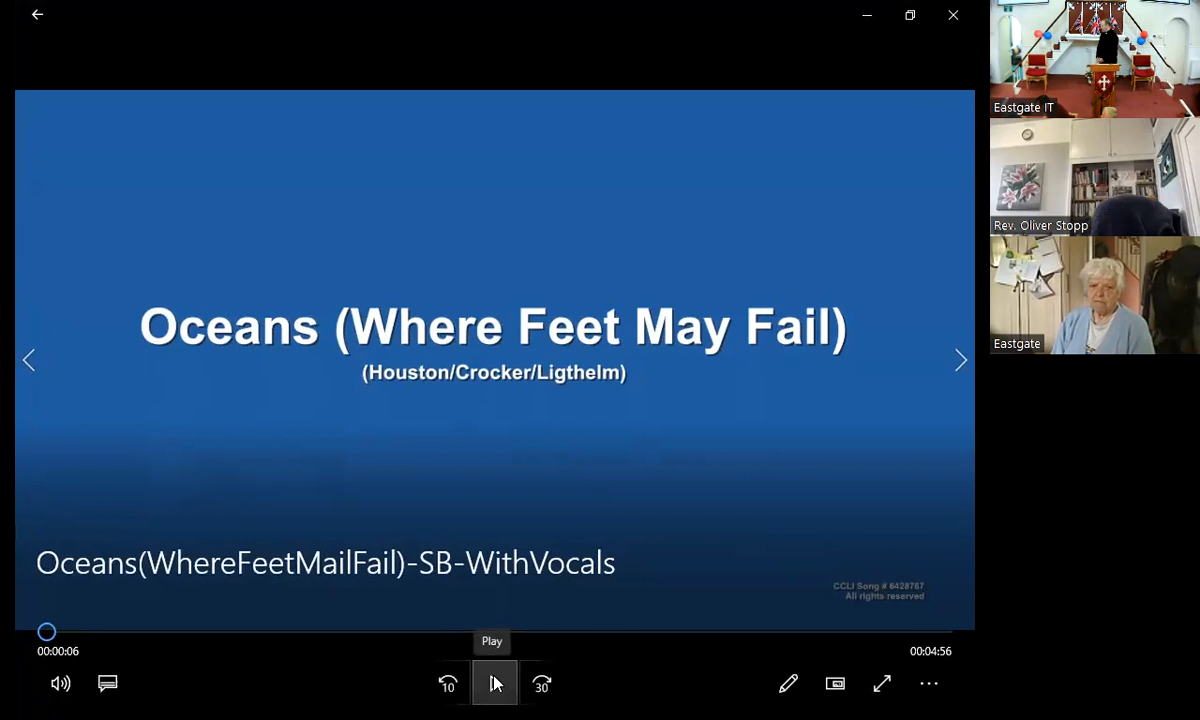 Oceans (Where Feet May Fail)
(Houston/Crocker/Ligthelm)
Oceans(WhereFeetMailFail)-SB-WithVocals
CCLI Song # 6428767
All rights reserved
Play
00:00:06
00:04:56
10
30
Eastgate IT
Rev. Oliver Stopp
Eastgate